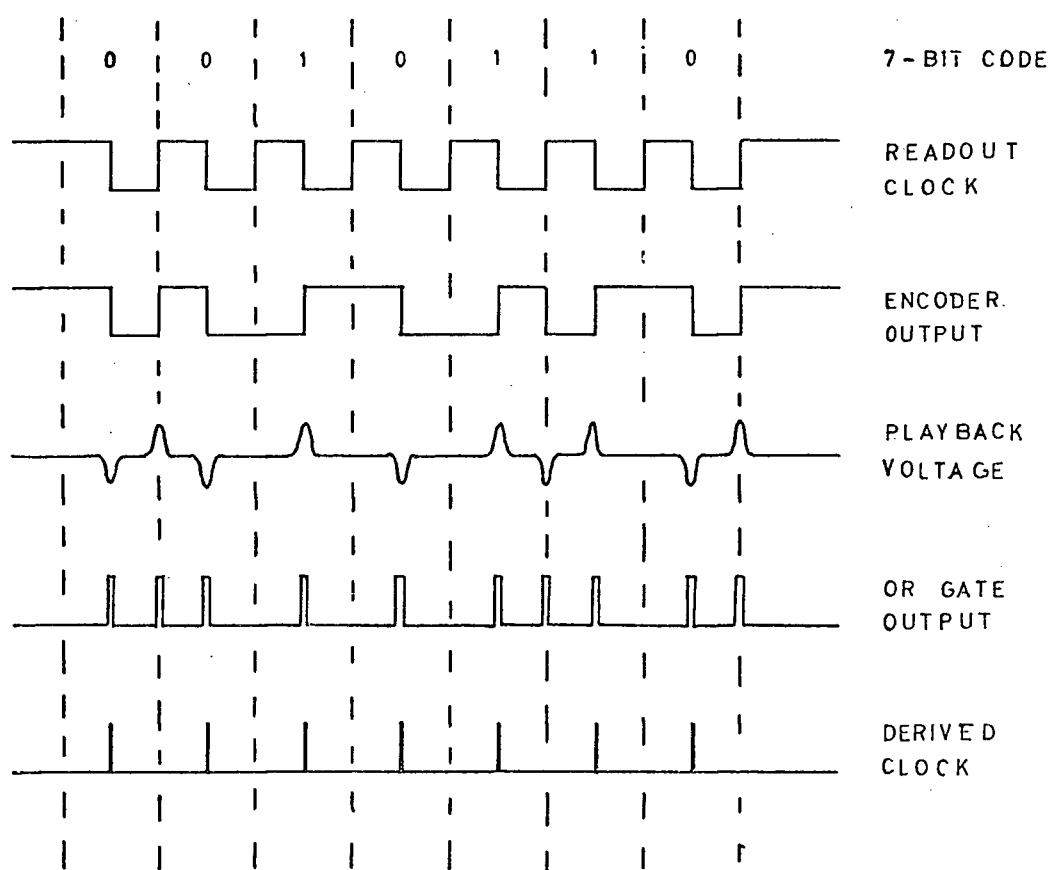 0 0 1 0 1 1 0 7-BIT CODE
READOUT
CLOCK
ENCODER.
OUTPUT
PLAYBACK
VOLTAGE
OR GATE
OUTPUT
DERIVED
CLOCK